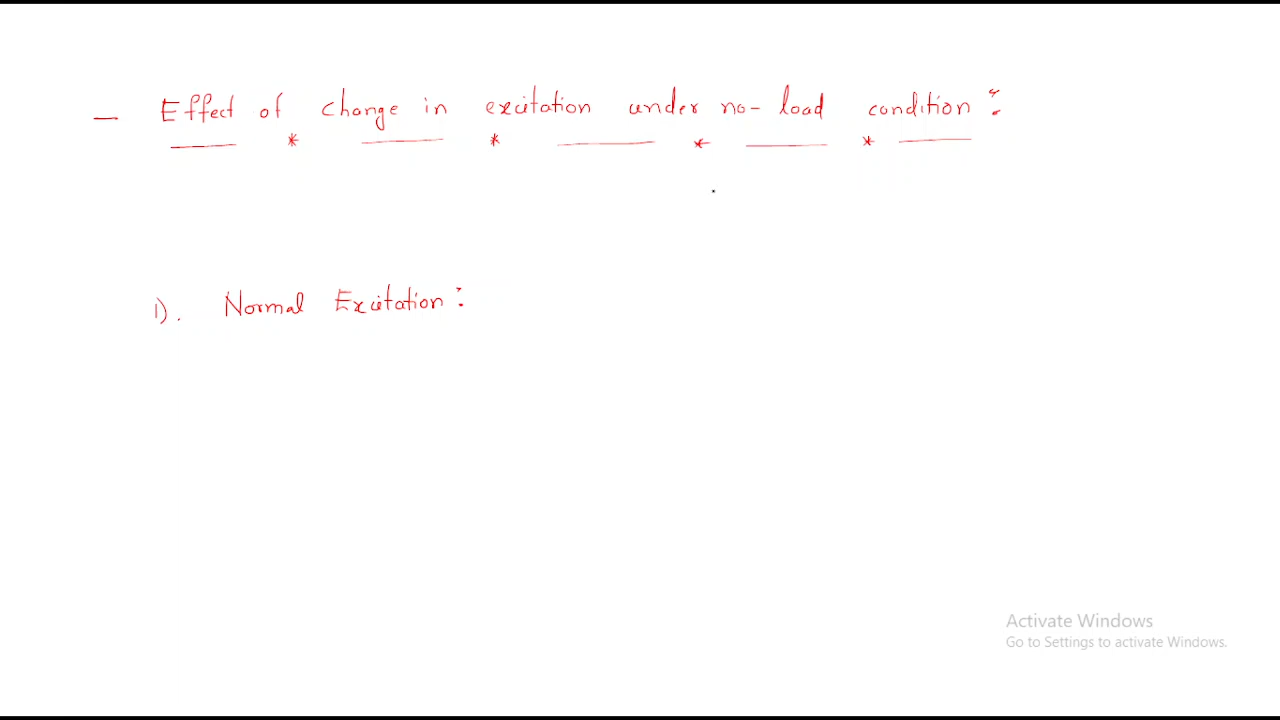 – Effect of change in excitation under no-load condition :
1). Normal Excitation :
Activate Windows
Go to Settings to activate Windows.